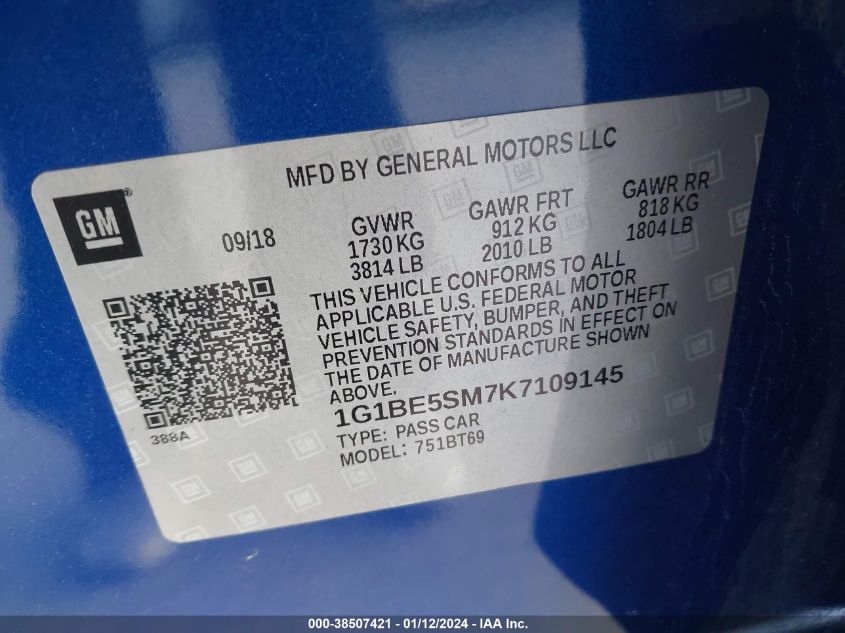 MFD BY GENERAL MOTORS LLC
GM®
09/18
GVWR
1730 KG
3814 LB
GAWR FRT
912 KG
2010 LB
GAWR RR
818 KG
1804 LB
THIS VEHICLE CONFORMS TO ALL
APPLICABLE U.S. FEDERAL MOTOR
VEHICLE SAFETY, BUMPER, AND THEFT
PREVENTION STANDARDS IN EFFECT ON
THE DATE OF MANUFACTURE SHOWN
ABOVE.
1G1BE5SM7K7109145
TYPE: PASS CAR
MODEL: 751BT69
388A
000-38507421 - 01/12/2024 - IAA Inc.